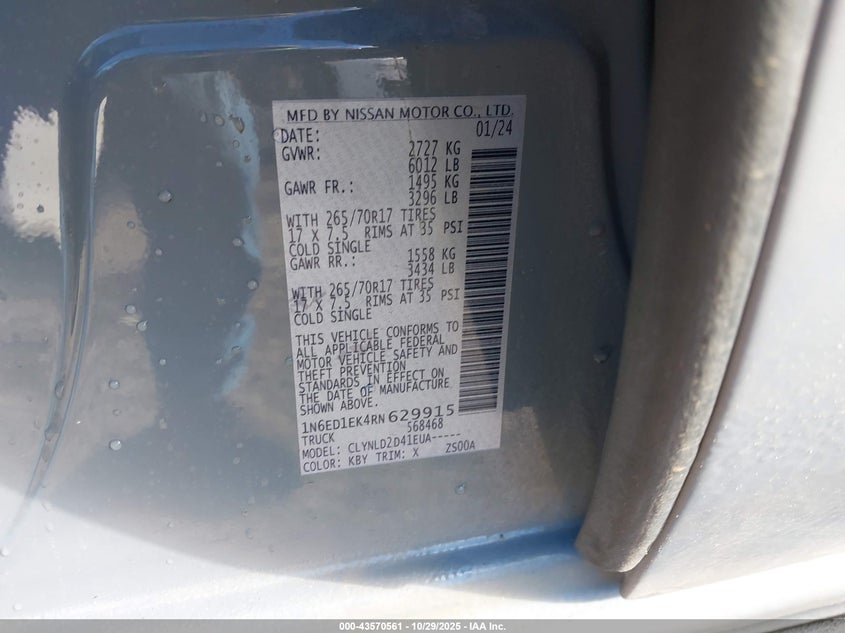 MFD BY NISSAN MOTOR CO., LTD.
DATE: 01/24
GVWR: 2727 KG
6012 LB
GAWR FR.: 1495 KG
3296 LB
WITH 265/70R17 TIRES
17 X 7.5 RIMS AT 35 PSI
COLD SINGLE
GAWR RR.: 1558 KG
3434 LB
WITH 265/70R17 TIRES
17 X 7.5 RIMS AT 35 PSI
COLD SINGLE
THIS VEHICLE CONFORMS TO
ALL APPLICABLE FEDERAL
MOTOR VEHICLE SAFETY AND
THEFT PREVENTION
STANDARDS IN EFFECT ON
THE DATE OF MANUFACTURE
SHOWN ABOVE.
1N6ED1EK4RN629915
TRUCK 568468
MODEL: CLYNLD2D41EUA-----
COLOR: KBY TRIM: X ZS00A
000-43570561 - 10/29/2025 - IAA Inc.